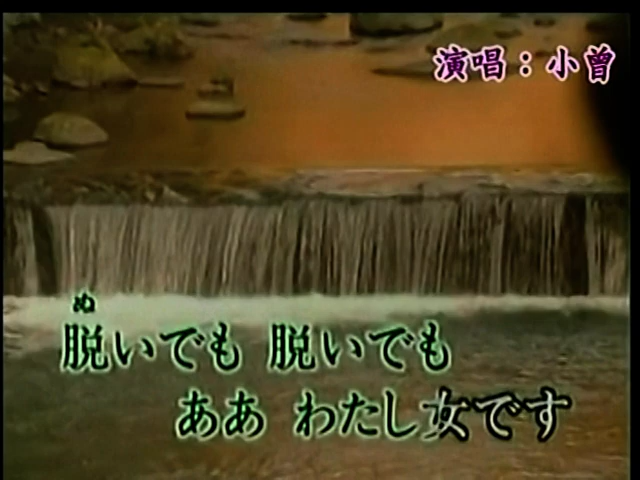 演唱：小曾
ぬ
脱いでも 脱いでも
ああ わたし女です